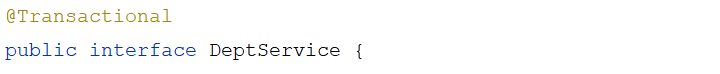 @Transactional
public interface DeptService {